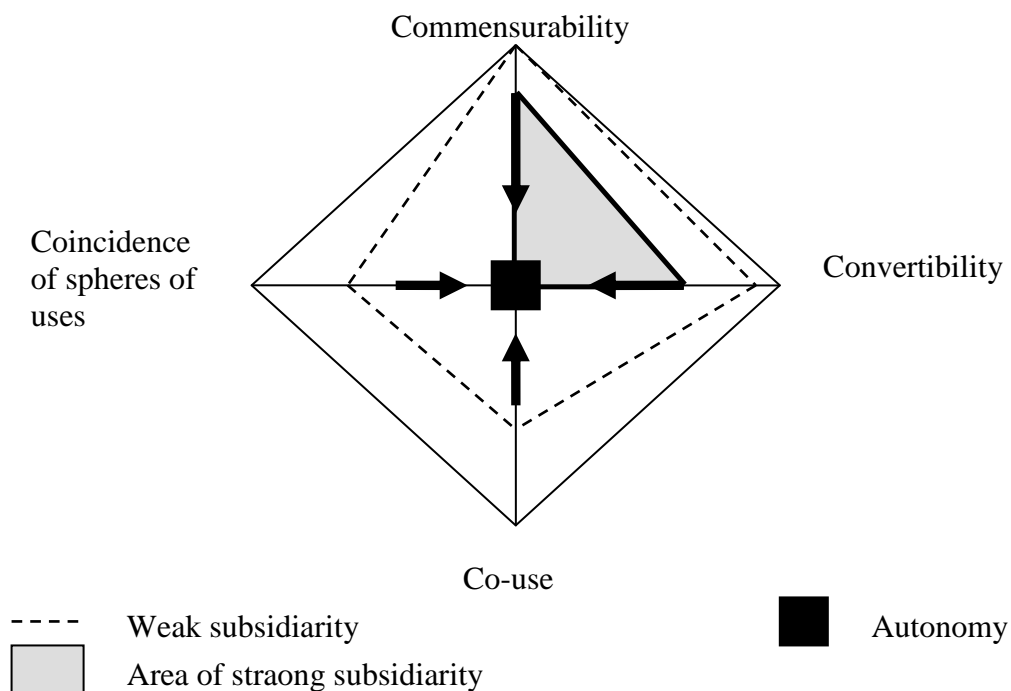 Commensurability
Coincidence
of spheres of
uses
Convertibility
Co-use
Weak subsidiarity
Autonomy
Area of straong subsidiarity